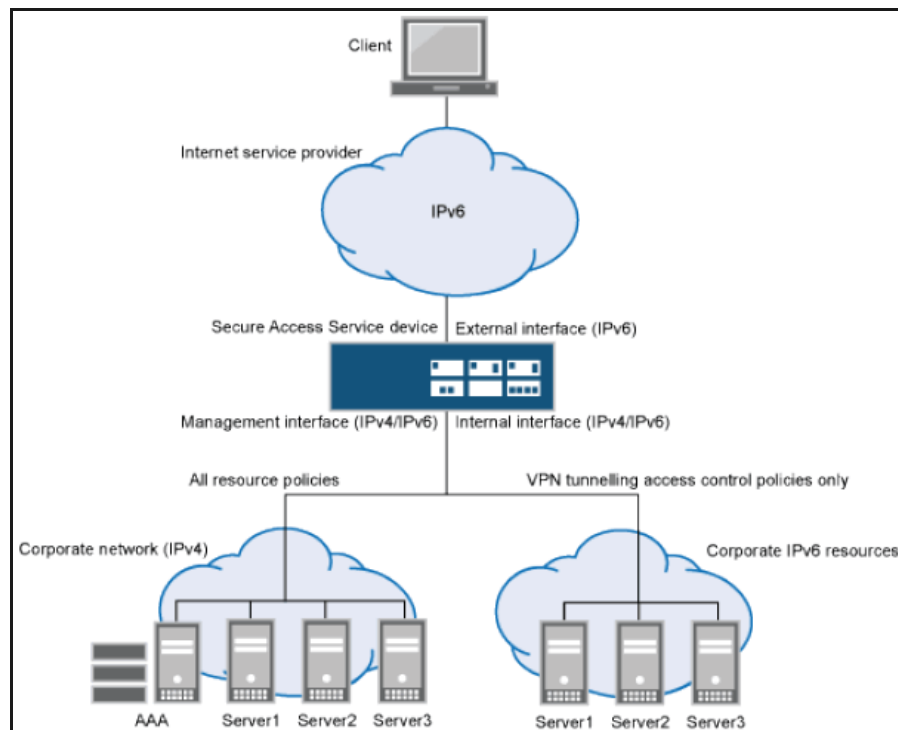 Client
Internet service provider
IPv6
Secure Access Service device
External interface (IPv6)
Management interface (IPv4/IPv6)
Internal interface (IPv4/IPv6)
All resource policies
VPN tunnelling access control policies only
Corporate network (IPv4)
Corporate IPv6 resources
AAA
Server1
Server2
Server3
Server1
Server2
Server3